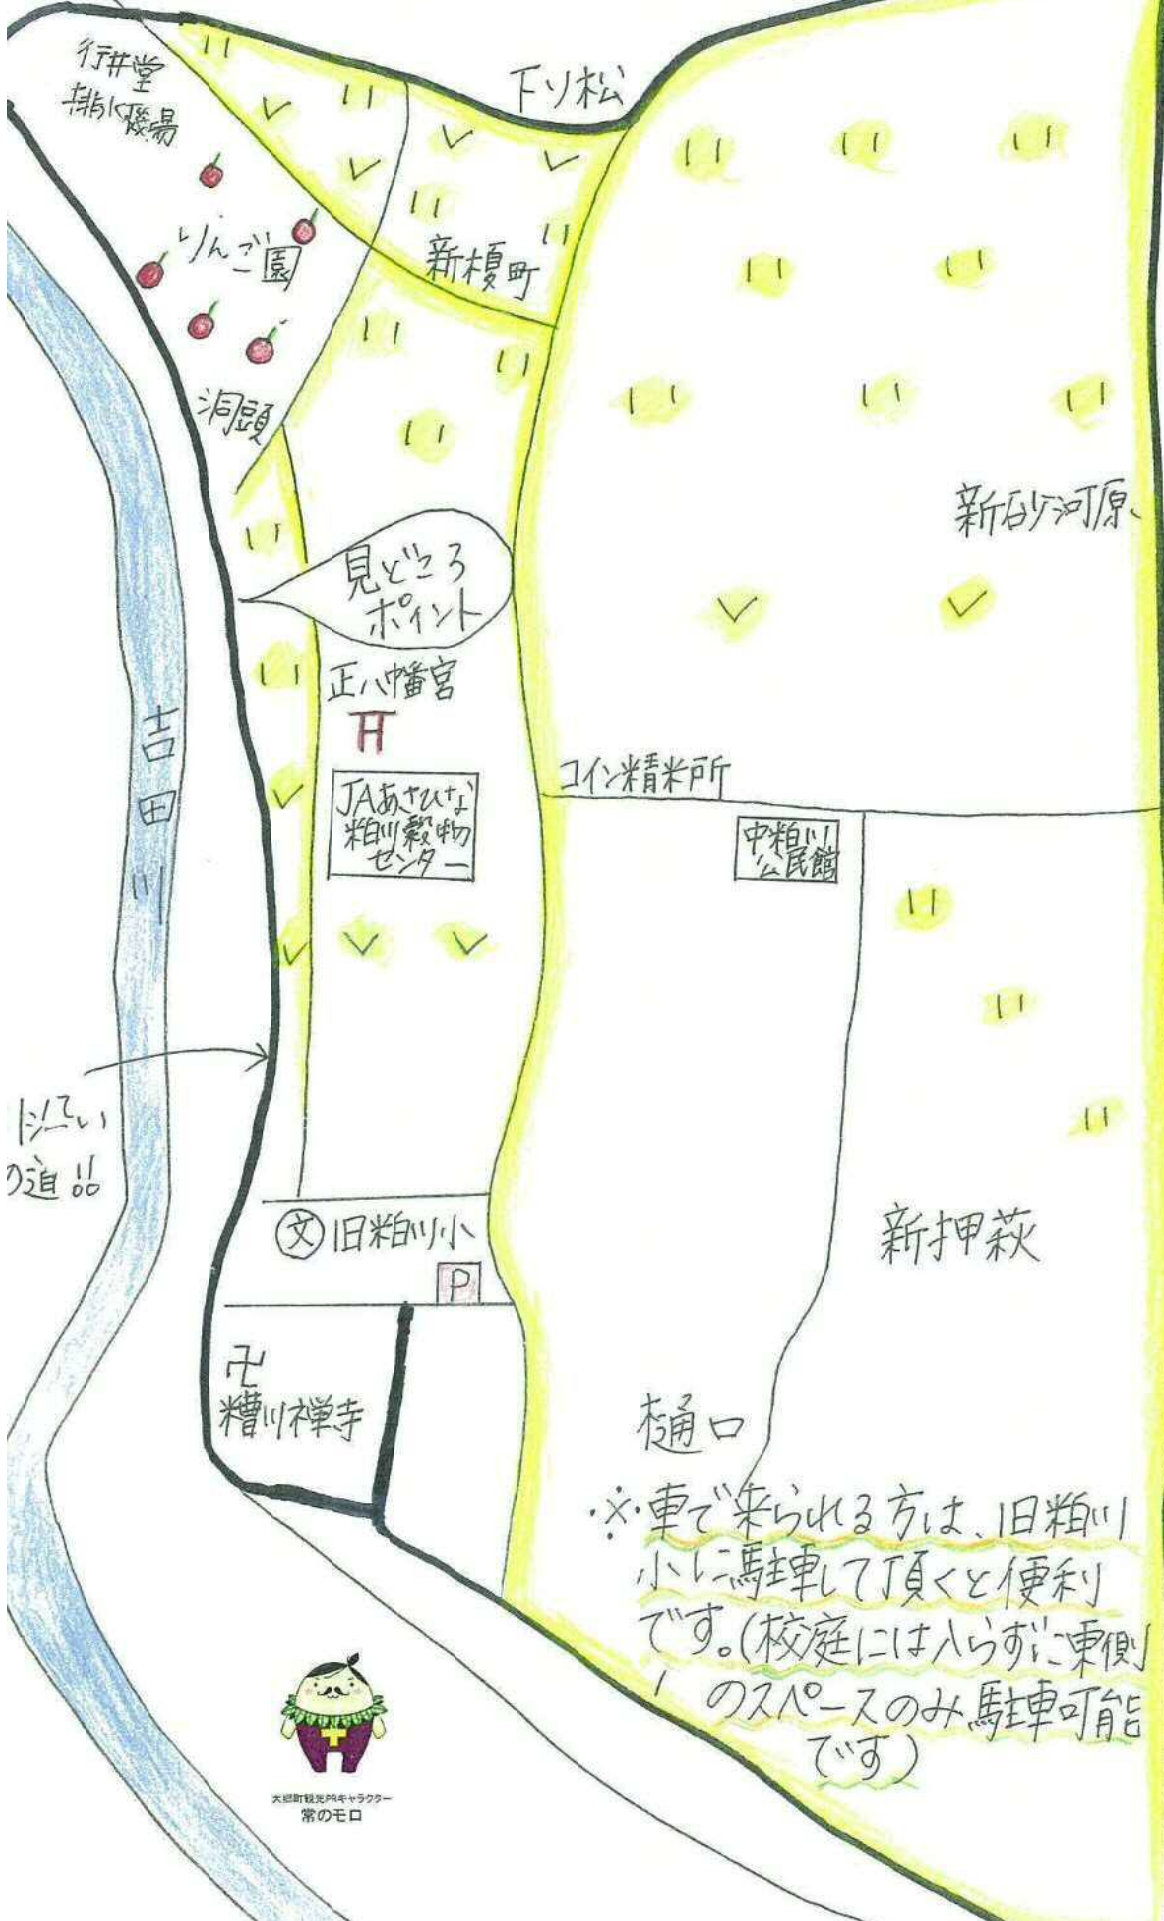 行井堂
排水機場
下ソ松
りんご園
新榎町
洞頭
新砂河原
見どころ
ポイント
正八幡宮
吉田川
JAあさひな
粕川穀物
センター
コイン精米所
中粕川
公民館
の道!!
文 旧粕川小
P
新押萩
卍
糟川禅寺
樋口
※車で来られる方は、旧粕川
小に駐車して頂くと便利
です。(校庭には入らずに東側
のスペースのみ駐車可能
です)
大郷町観光PRキャラクター
常のモロ